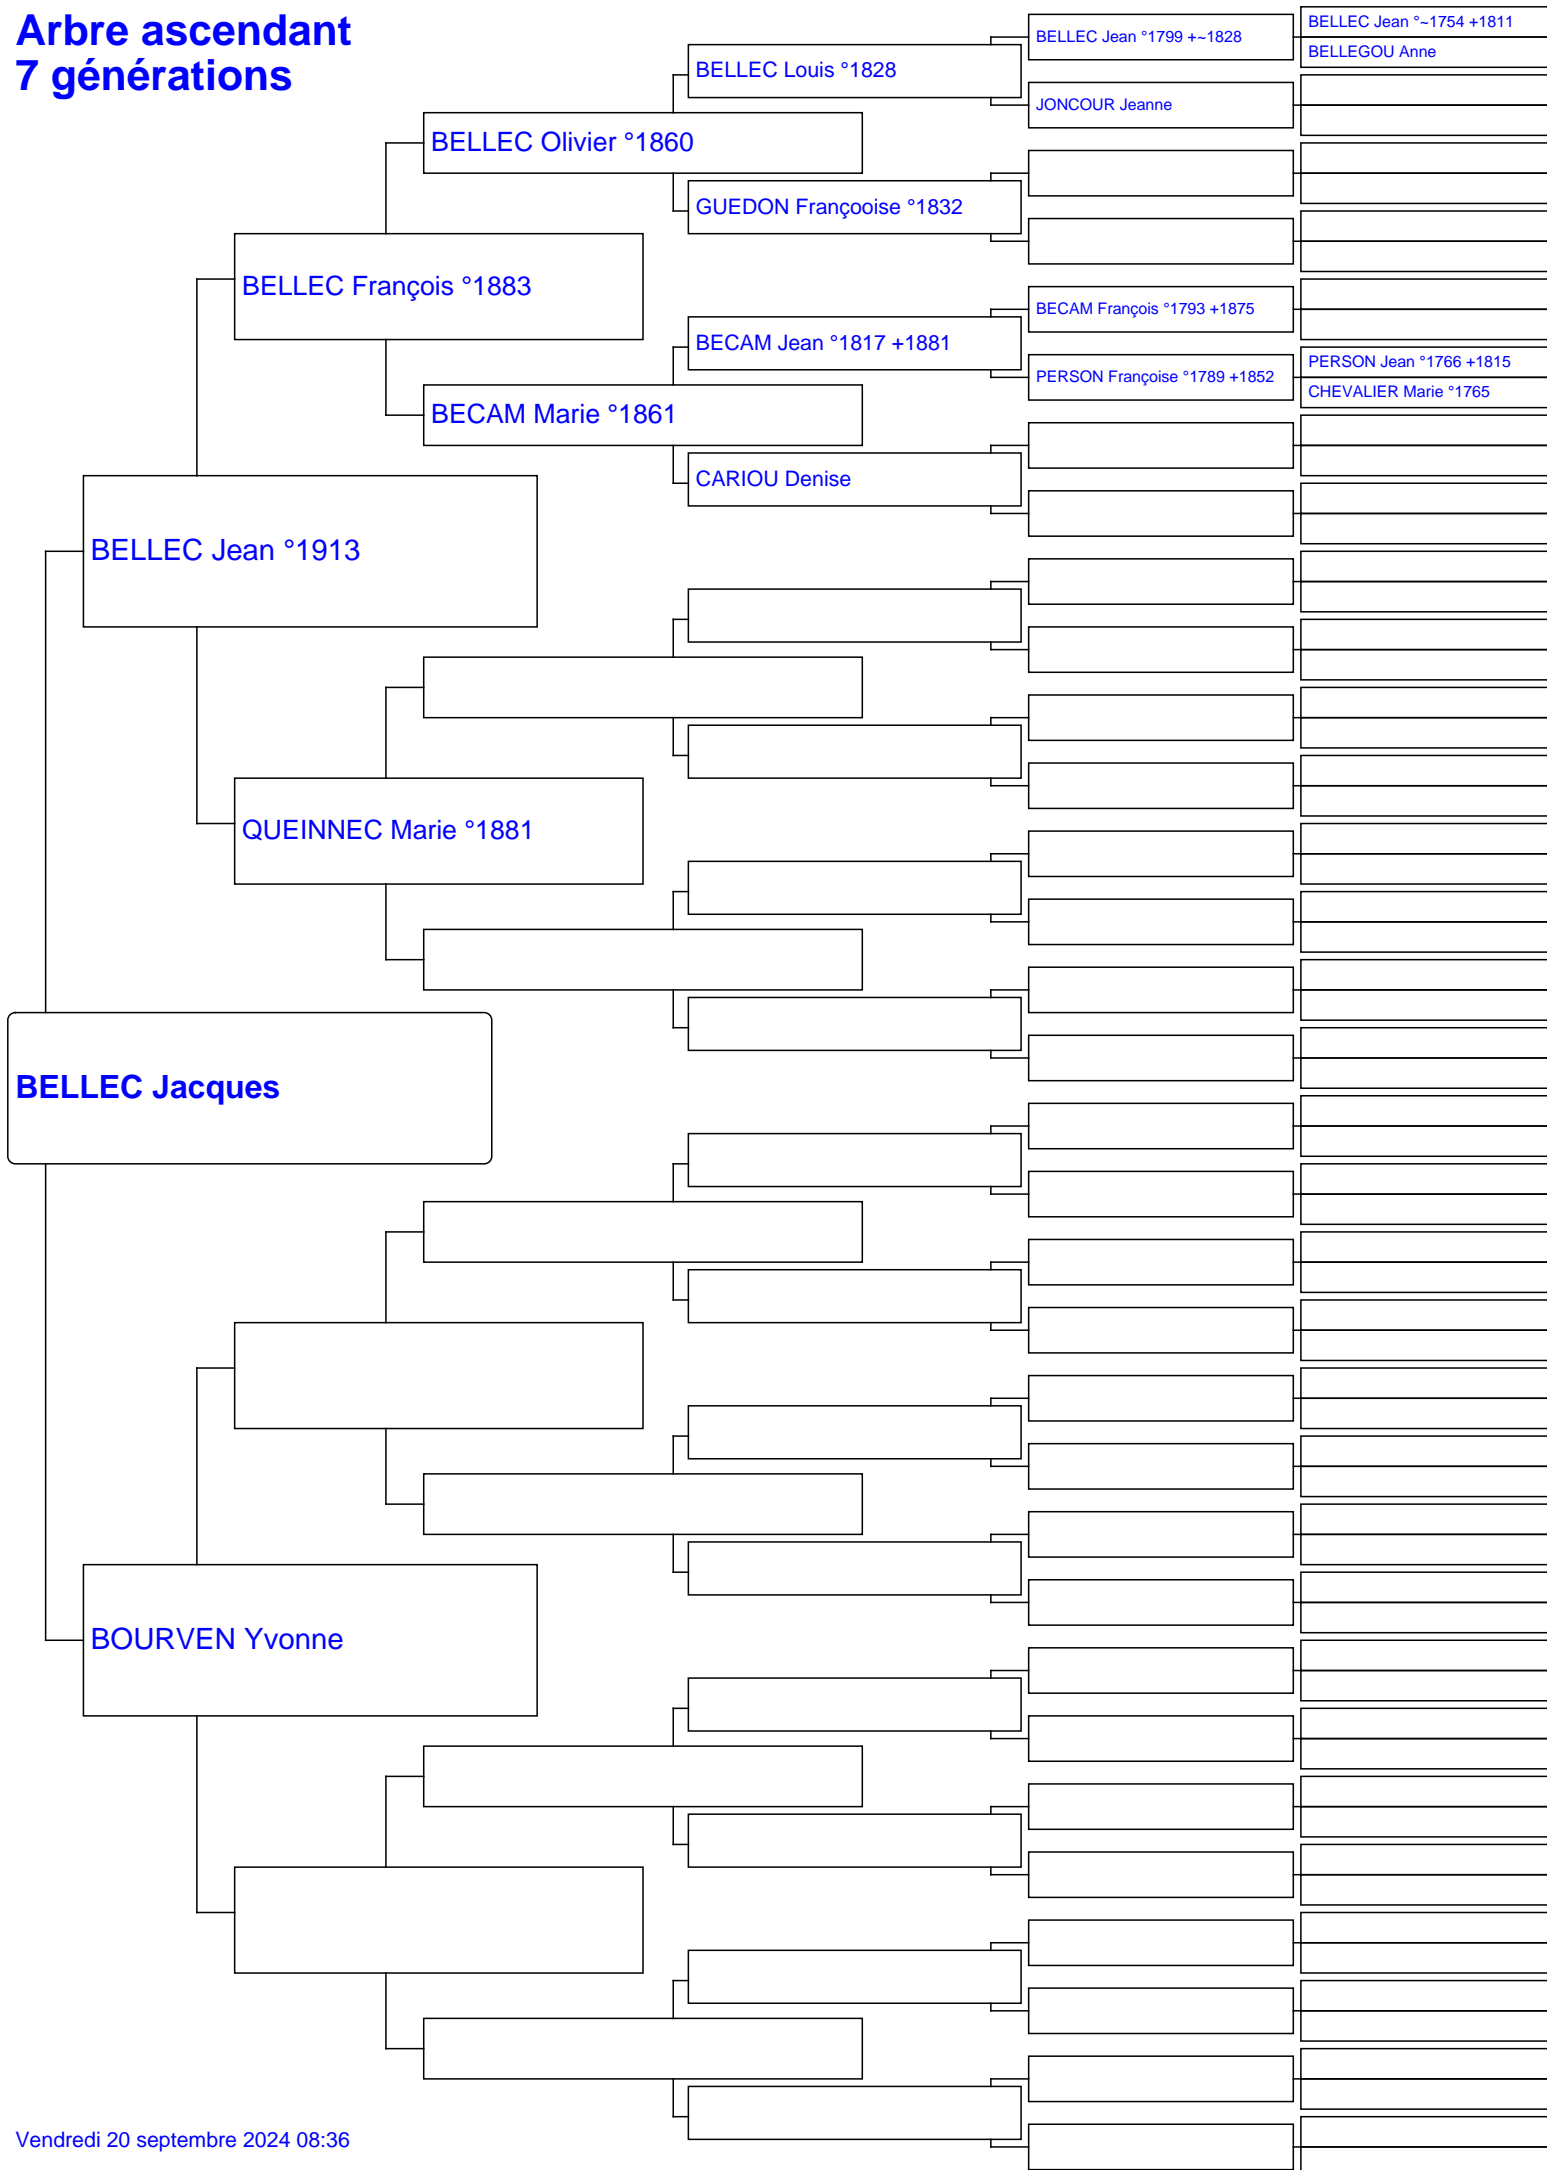 Arbre ascendant
7 générations
BELLEC Jean °~1754 +1811
BELLEC Jean °1799 +~1828
BELLEGOU Anne
BELLEC Louis °1828
JONCOUR Jeanne
BELLEC Olivier °1860
GUEDON Françooise °1832
BELLEC François °1883
BECAM François °1793 +1875
BECAM Jean °1817 +1881
PERSON Jean °1766 +1815
PERSON Françoise °1789 +1852
CHEVALIER Marie °1765
BECAM Marie °1861
CARIOU Denise
BELLEC Jean °1913
QUEINNEC Marie °1881
BELLEC Jacques
BOURVEN Yvonne
Vendredi 20 septembre 2024 08:36